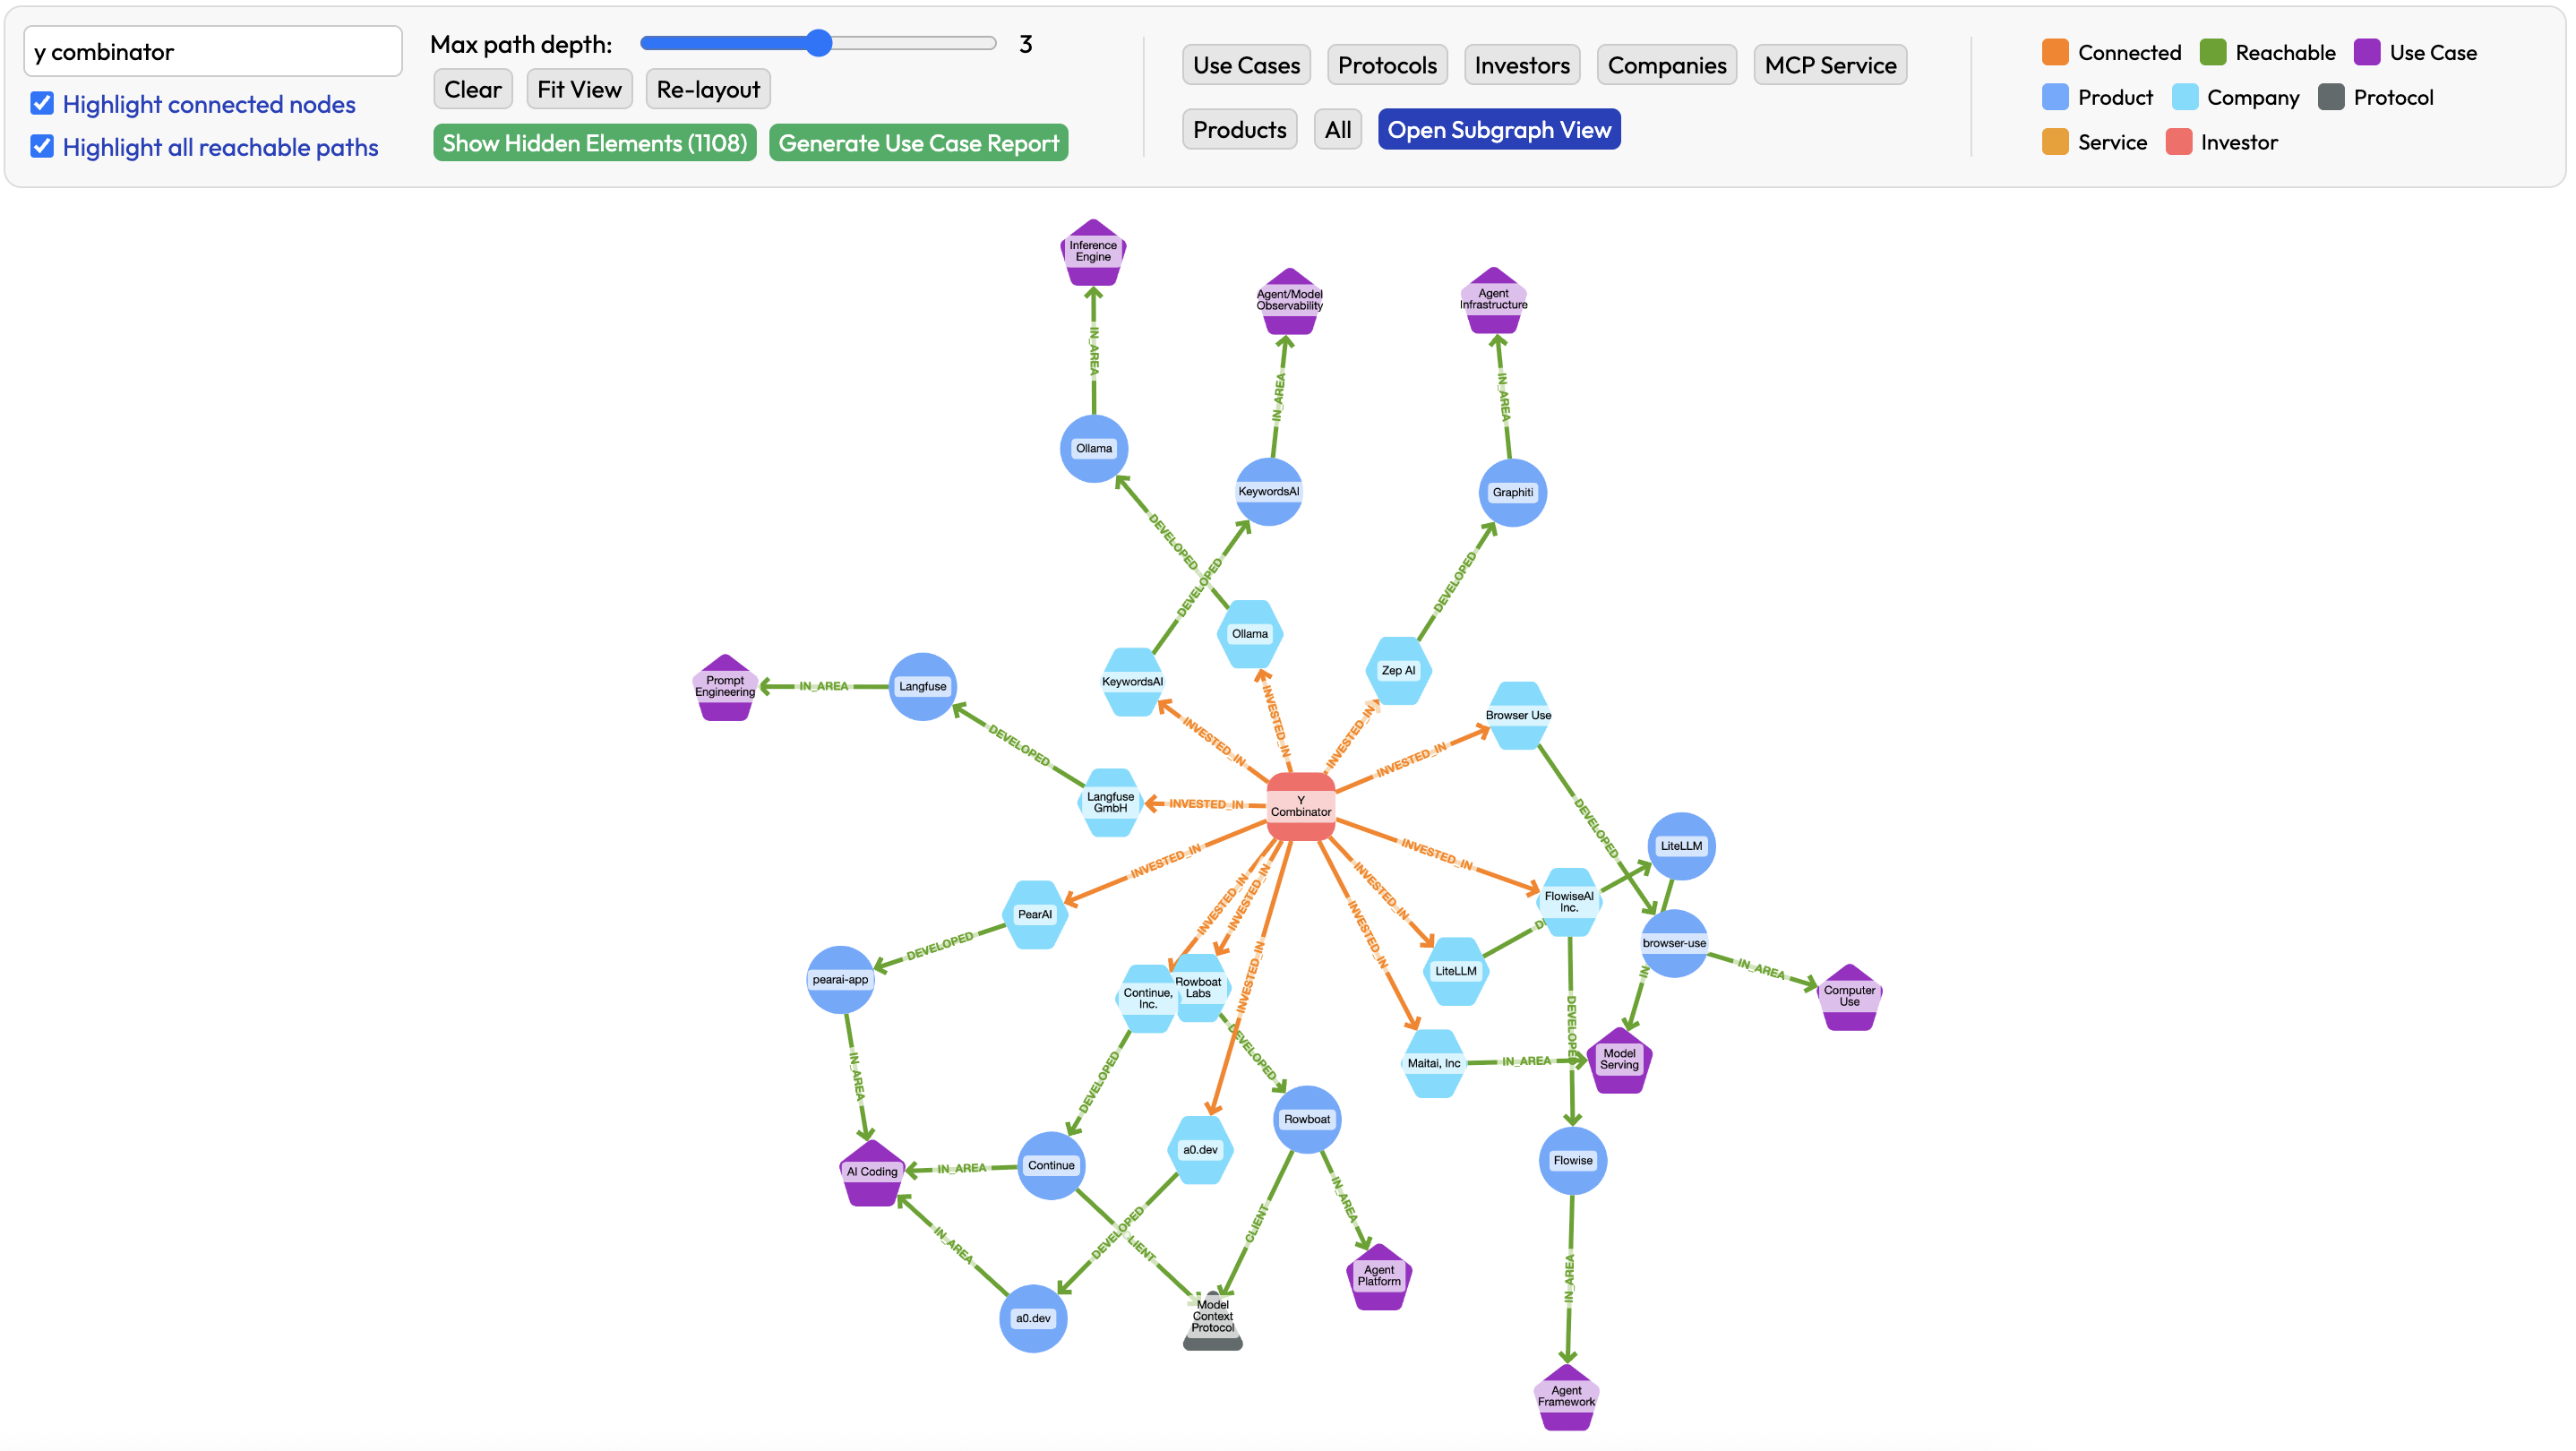 y combinator
Highlight connected nodes
Highlight all reachable paths
Max path depth:
3
Clear
Fit View
Re-layout
Show Hidden Elements (1108)
Generate Use Case Report
Use Cases
Protocols
Investors
Companies
MCP Service
Products
All
Open Subgraph View
Connected
Reachable
Use Case
Product
Company
Protocol
Service
Investor
Inference
Engine
Agent/Model
Observability
Agent
Infrastructure
IN_AREA
IN_AREA
IN_AREA
Ollama
KeywordsAI
Graphiti
DEVELOPED
DEVELOPED
DEVELOPED
Ollama
KeywordsAI
Zep AI
Prompt
Engineering
IN_AREA
Langfuse
Browser Use
DEVELOPED
INVESTED_IN
INVESTED_IN
INVESTED_IN
INVESTED_IN
Langfuse
GmbH
INVESTED_IN
Y
Combinator
DEVELOPED
LiteLLM
INVESTED_IN
INVESTED_IN
INVESTED_IN
INVESTED_IN
INVESTED_IN
INVESTED_IN
INVESTED_IN
INVESTED_IN
PearAI
FlowiseAI
Inc.
DEVELOPED
browser-use
pearai-app
Continue,
Inc.
Rowboat
Labs
LiteLLM
IN_AREA
Computer
Use
DEVELOPED
DEVELOPED
DEVELOPED
Maitai, Inc
IN_AREA
Model
Serving
IN_AREA
Rowboat
AI Coding
IN_AREA
Continue
a0.dev
Flowise
IN_AREA
DEVELOPED
CLIENT
IN_AREA
Agent
Platform
IN_AREA
a0.dev
Model
Context
Protocol
Agent
Framework